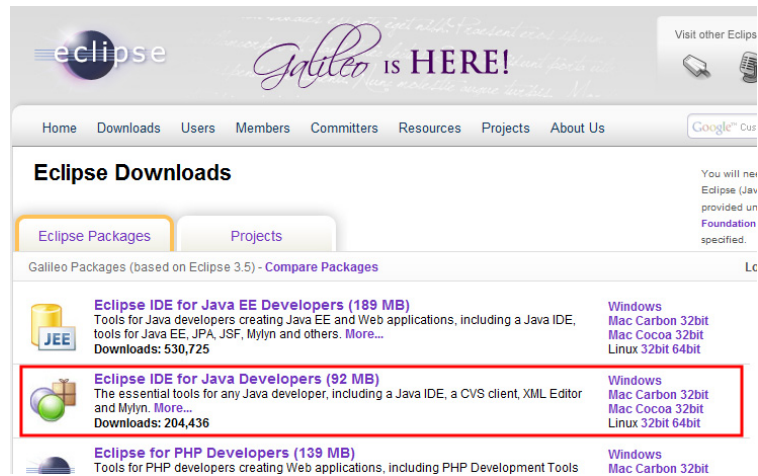 eclipse
Galileo IS HERE!
Visit other Eclips
Home Downloads Users Members Committers Resources Projects About Us
Google™ Cus
Eclipse Downloads
You will nee
Eclipse (Jav
provided un
Foundation
specified.
Eclipse Packages Projects
Galileo Packages (based on Eclipse 3.5) - Compare Packages
Lo
Eclipse IDE for Java EE Developers (189 MB)
Tools for Java developers creating Java EE and Web applications, including a Java IDE,
tools for Java EE, JPA, JSF, Mylyn and others. More...
Downloads: 530,725
JEE
Windows
Mac Carbon 32bit
Mac Cocoa 32bit
Linux 32bit 64bit
Eclipse IDE for Java Developers (92 MB)
The essential tools for any Java developer, including a Java IDE, a CVS client, XML Editor
and Mylyn. More...
Downloads: 204,436
Windows
Mac Carbon 32bit
Mac Cocoa 32bit
Linux 32bit 64bit
Eclipse for PHP Developers (139 MB)
Tools for PHP developers creating Web applications, including PHP Development Tools
Windows
Mac Carbon 32bit